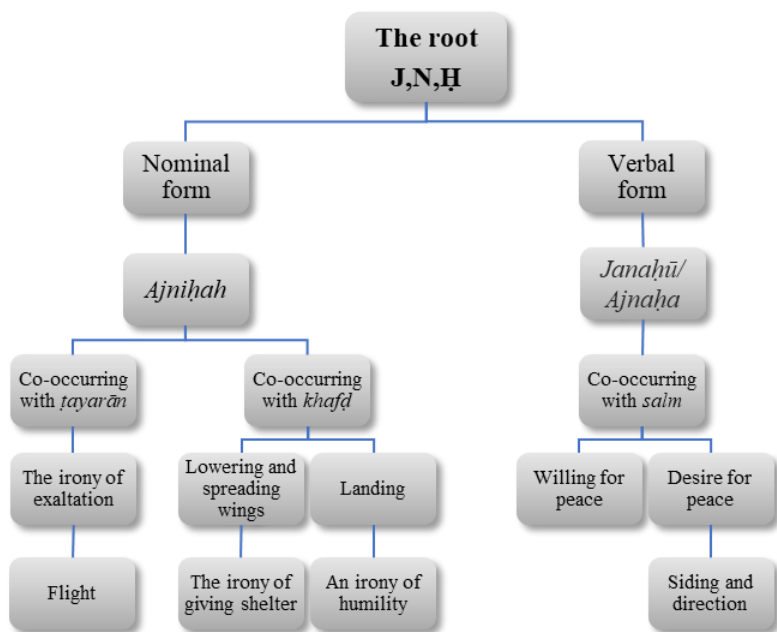 The root
J,N,Ḥ
Nominal
form
Verbal
form
Ajniḥah
Janaḥū/
Ajnaḥa
Co-occurring
with ṭayarān
Co-occurring
with khafḍ
Co-occurring
with salm
The irony of
exaltation
Lowering and
spreading
wings
Landing
Willing for
peace
Desire for
peace
Flight
The irony of
giving shelter
An irony of
humility
Siding and
direction